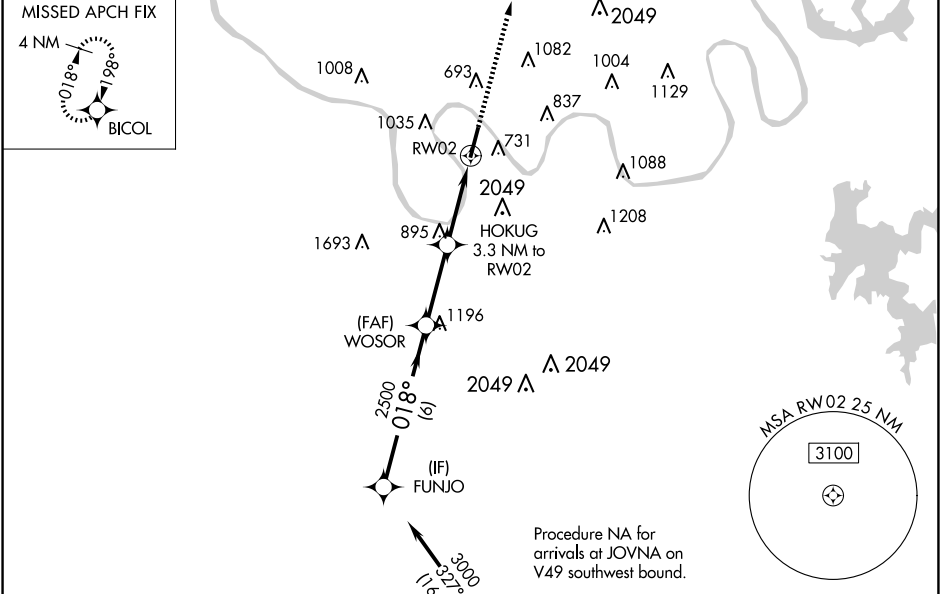 MISSED APCH FIX
4 NM
018°
198°
BICOL
2049
1082
1008
693
1004
1129
837
1035
RW02
731
1088
2049
1208
895
HOKUG
3.3 NM to
RW02
1693
(FAF)
WOSOR
1196
2049
2049
2500
018°
(6)
(IF)
FUNJO
MSA RW02 25 NM
3100
Procedure NA for
arrivals at JOVNA on
V49 southwest bound.
3000
327°